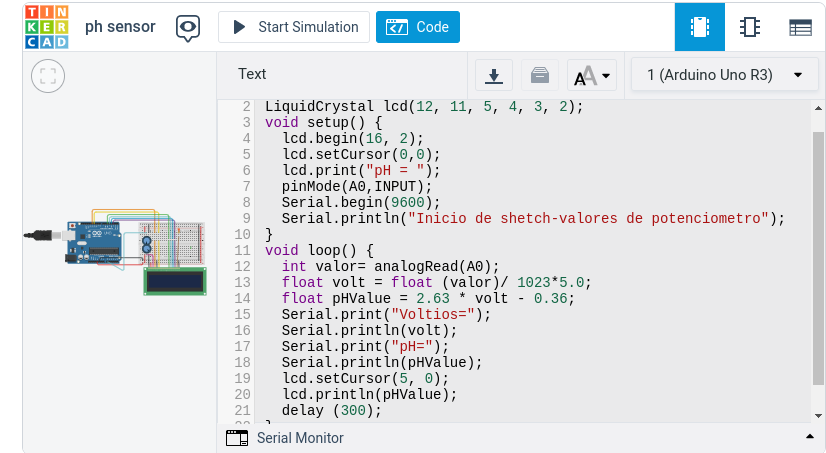 TIN
KER
CAD
ph sensor
Start Simulation
Code
Text
AA
1 (Arduino Uno R3)
2 LiquidCrystal lcd(12, 11, 5, 4, 3, 2);
3 void setup() {
4 lcd.begin(16, 2);
5 lcd.setCursor(0,0);
6 lcd.print("pH = ");
7 pinMode(A0,INPUT);
8 Serial.begin(9600);
9 Serial.println("Inicio de shetch-valores de potenciometro");
10 }
11 void loop() {
12 int valor= analogRead(A0);
13 float volt = float (valor)/ 1023*5.0;
14 float pHValue = 2.63 * volt - 0.36;
15 Serial.print("Voltios=");
16 Serial.println(volt);
17 Serial.print("pH=");
18 Serial.println(pHValue);
19 lcd.setCursor(5, 0);
20 lcd.println(pHValue);
21 delay (300);
22 }
Serial Monitor